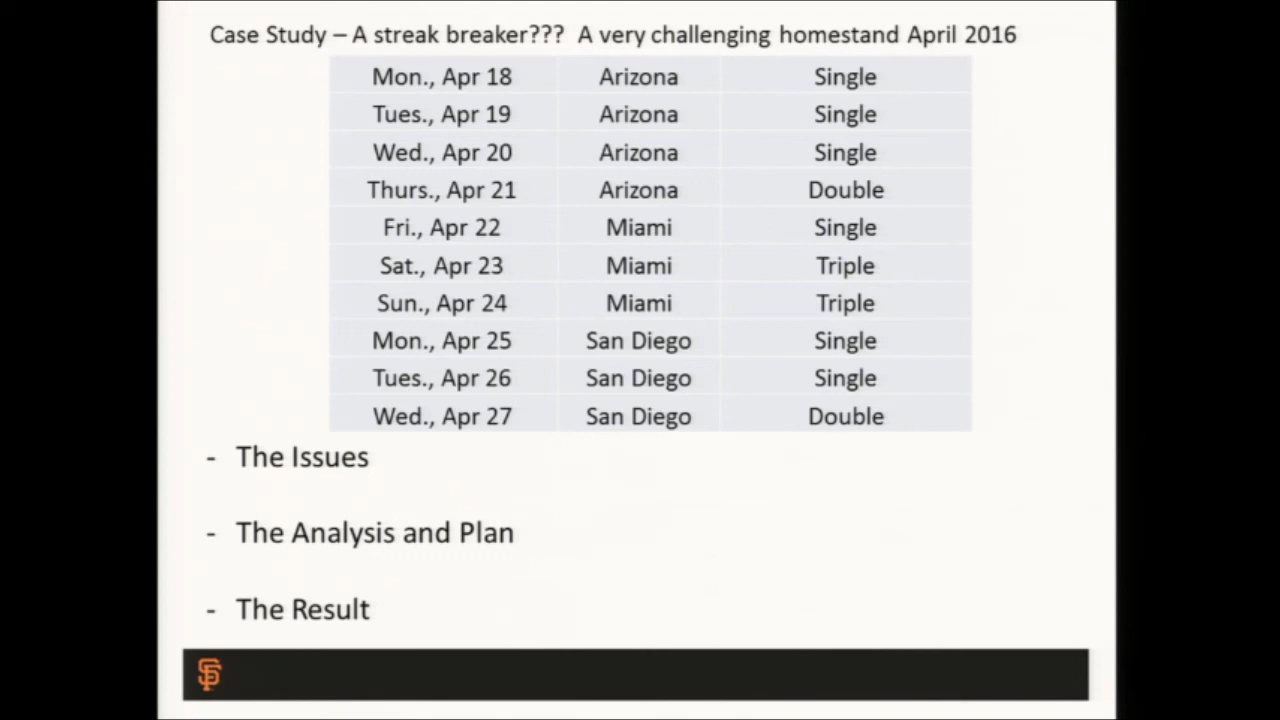 Case Study – A streak breaker??? A very challenging homestand April 2016
Mon., Apr 18 Arizona Single
Tues., Apr 19 Arizona Single
Wed., Apr 20 Arizona Single
Thurs., Apr 21 Arizona Double
Fri., Apr 22 Miami Single
Sat., Apr 23 Miami Triple
Sun., Apr 24 Miami Triple
Mon., Apr 25 San Diego Single
Tues., Apr 26 San Diego Single
Wed., Apr 27 San Diego Double
- The Issues
- The Analysis and Plan
- The Result
SF